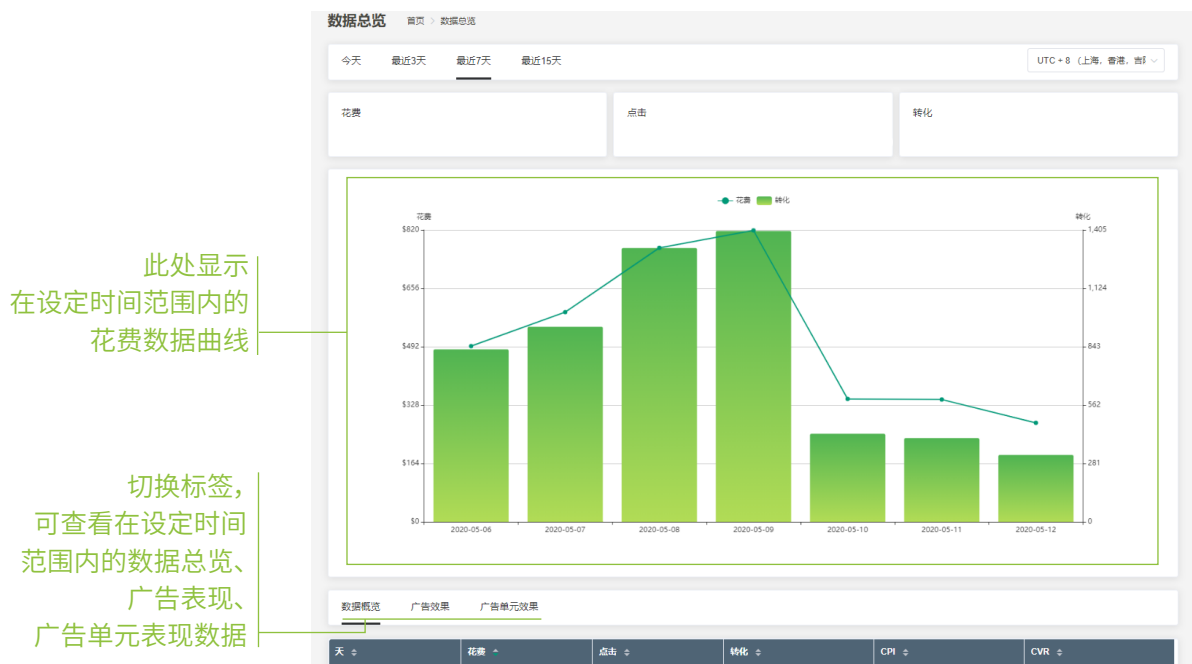 数据总览 首页 > 数据总览
今天 最近3天 最近7天 最近15天 UTC + 8 (上海, 香港, 吉
花费 点击 转化
花费 转化
花费 转化
$820 1,405
$656 1,124
$492 843
$328 562
$164 281
$0 0
2020-05-06 2020-05-07 2020-05-08 2020-05-09 2020-05-10 2020-05-11 2020-05-12
此处显示
在设定时间范围内的
花费数据曲线
切换标签,
可查看在设定时间
范围内的数据总览、
广告表现、
广告单元表现数据
数据概览 广告效果 广告单元效果
天 花费 点击 转化 CPI CVR